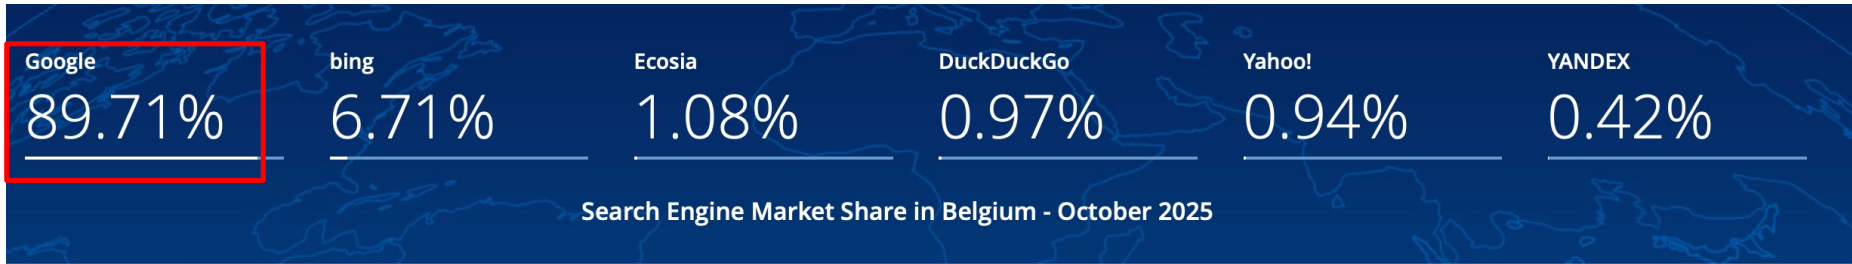 Google
89.71%
bing
6.71%
Ecosia
1.08%
DuckDuckGo
0.97%
Yahoo!
0.94%
YANDEX
0.42%
Search Engine Market Share in Belgium - October 2025